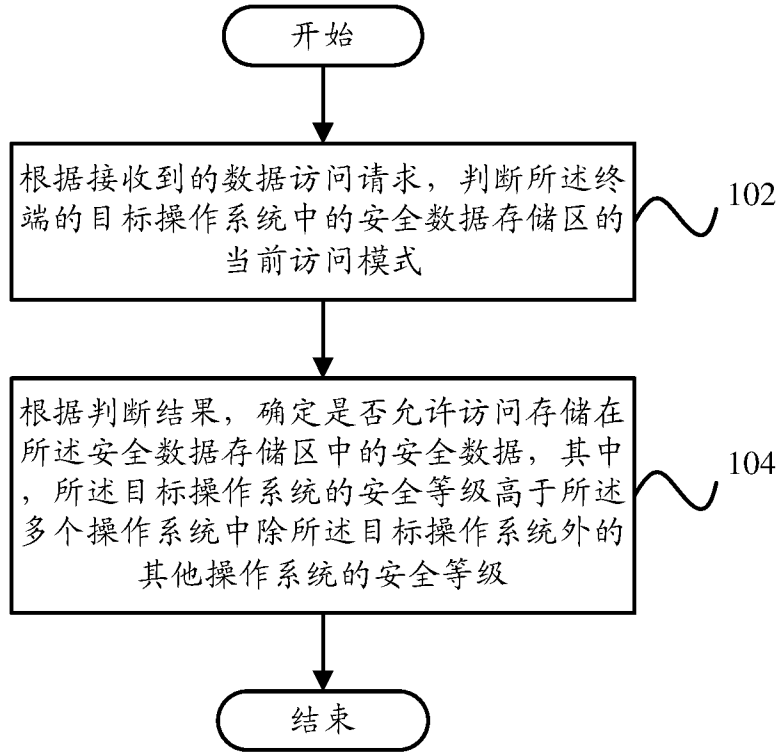 开始
根据接收到的数据访问请求，判断所述终
端的目标操作系统中的安全数据存储区的
当前访问模式
102
根据判断结果，确定是否允许访问存储在
所述安全数据存储区中的安全数据，其中
，所述目标操作系统的安全等级高于所述
多个操作系统中除所述目标操作系统外的
其他操作系统的安全等级
104
结束